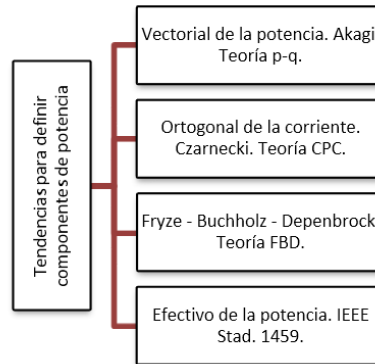 Tendencias para definir
componentes de potencia
Vectorial de la potencia. Akagi
Teoría p-q.
Ortogonal de la corriente.
Czarnecki. Teoría CPC.
Fryze - Buchholz - Depenbrock
Teoría FBD.
Efectivo de la potencia. IEEE
Stad. 1459.